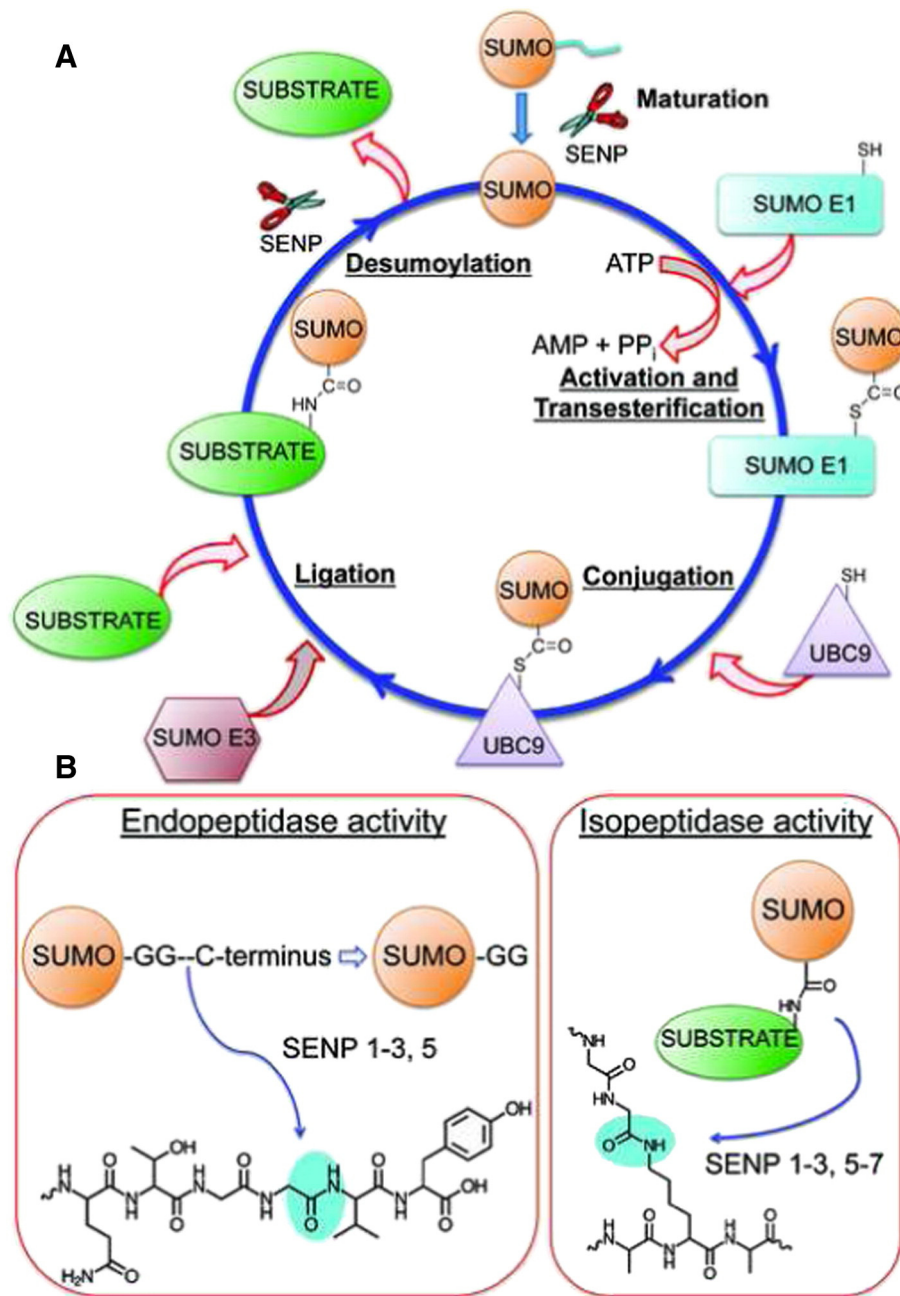 A
SUMO
SUBSTRATE
Maturation
SENP
SH
SUMO
SUMO E1
SENP
Desumoylation
ATP
SUMO
SUMO
AMP + PPi
C=O
HN
Activation and
Transesterification
C=O
S
SUBSTRATE
SUMO E1
Ligation
SUMO
Conjugation
SH
SUBSTRATE
C=O
S
UBC9
SUMO E3
UBC9
B
Endopeptidase activity
SUMO -GG--C-terminus SUMO -GG
SENP 1-3, 5
OH
OH
H
N
O
H
N
O
H
N
O
OH
N
H
O
N
H
O
N
H
O
H2N
O
Isopeptidase activity
SUMO
O
HN
SUBSTRATE
NH
O
HN
O
NH
SENP 1-3, 5-7
H
N
O
H
N
O
N
H
O